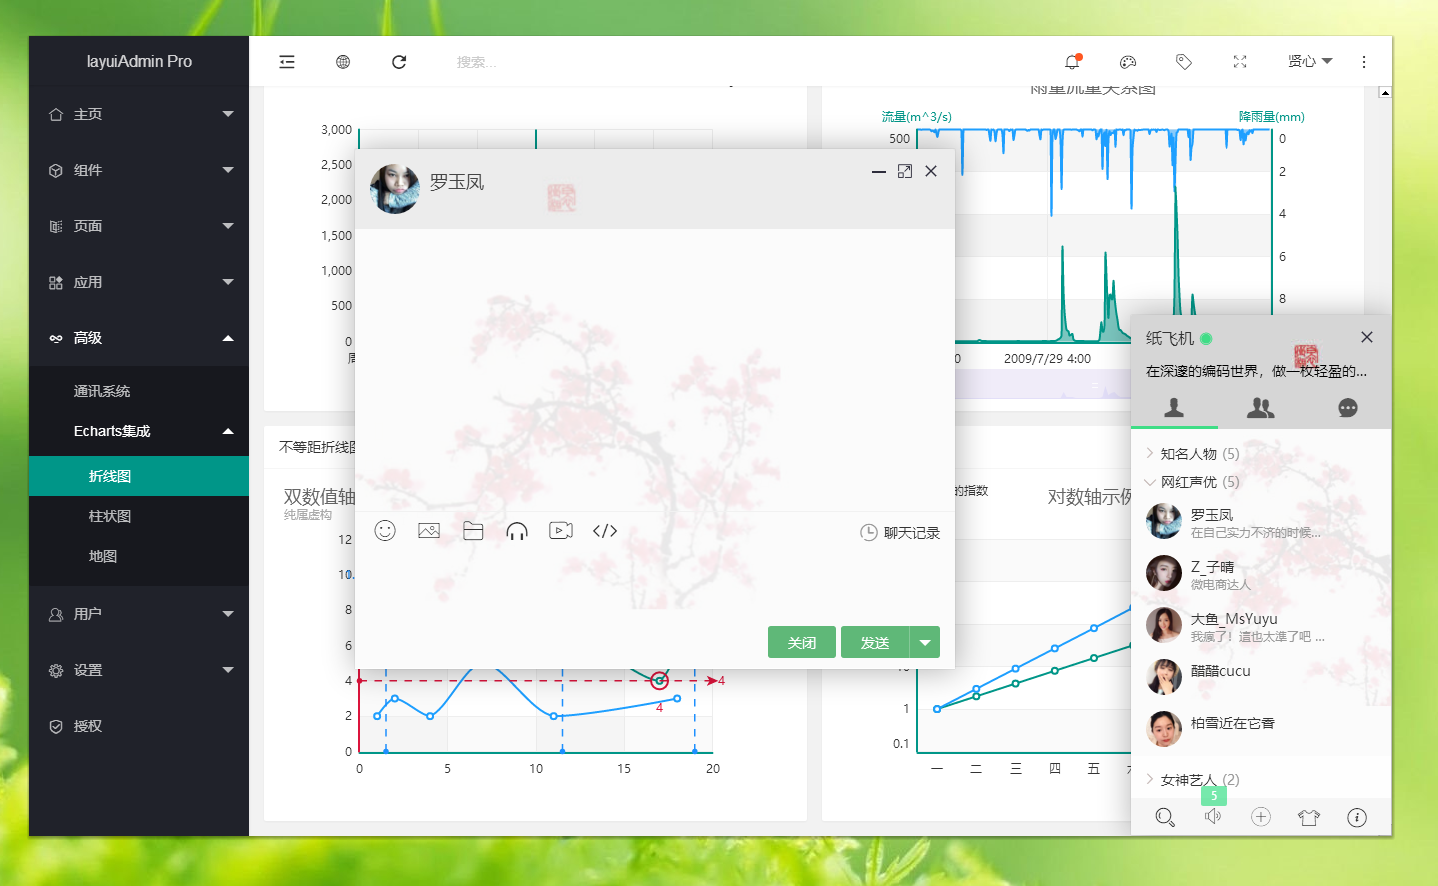 layuiAdmin Pro
搜索...
贤心
主页
组件
页面
应用
高级
通讯系统
Echarts集成
折线图
柱状图
地图
用户
设置
授权
3,000
2,500
2,000
1,500
1,000
500
0
雨量流量关系图
流量(m^3/s)
降雨量(mm)
500
0
2
4
6
8
0
2009/7/29 4:00
罗玉凤
聊天记录
关闭
发送
不等距折线图
双数值轴
纯属虚构
12
10.
8
6
4
2
0
4
4
0
5
10
15
20
的指数
对数轴示例
10
1
0.1
一
二
三
四
五
纸飞机
在深邃的编码世界，做一枚轻盈的...
知名人物 (5)
网红声优 (5)
罗玉凤
在自己实力不济的时候...
Z_子晴
微电商达人
大鱼_MsYuyu
我瘋了！這也太準了吧 ...
醋醋cucu
柏雪近在它香
女神艺人 (2)
5